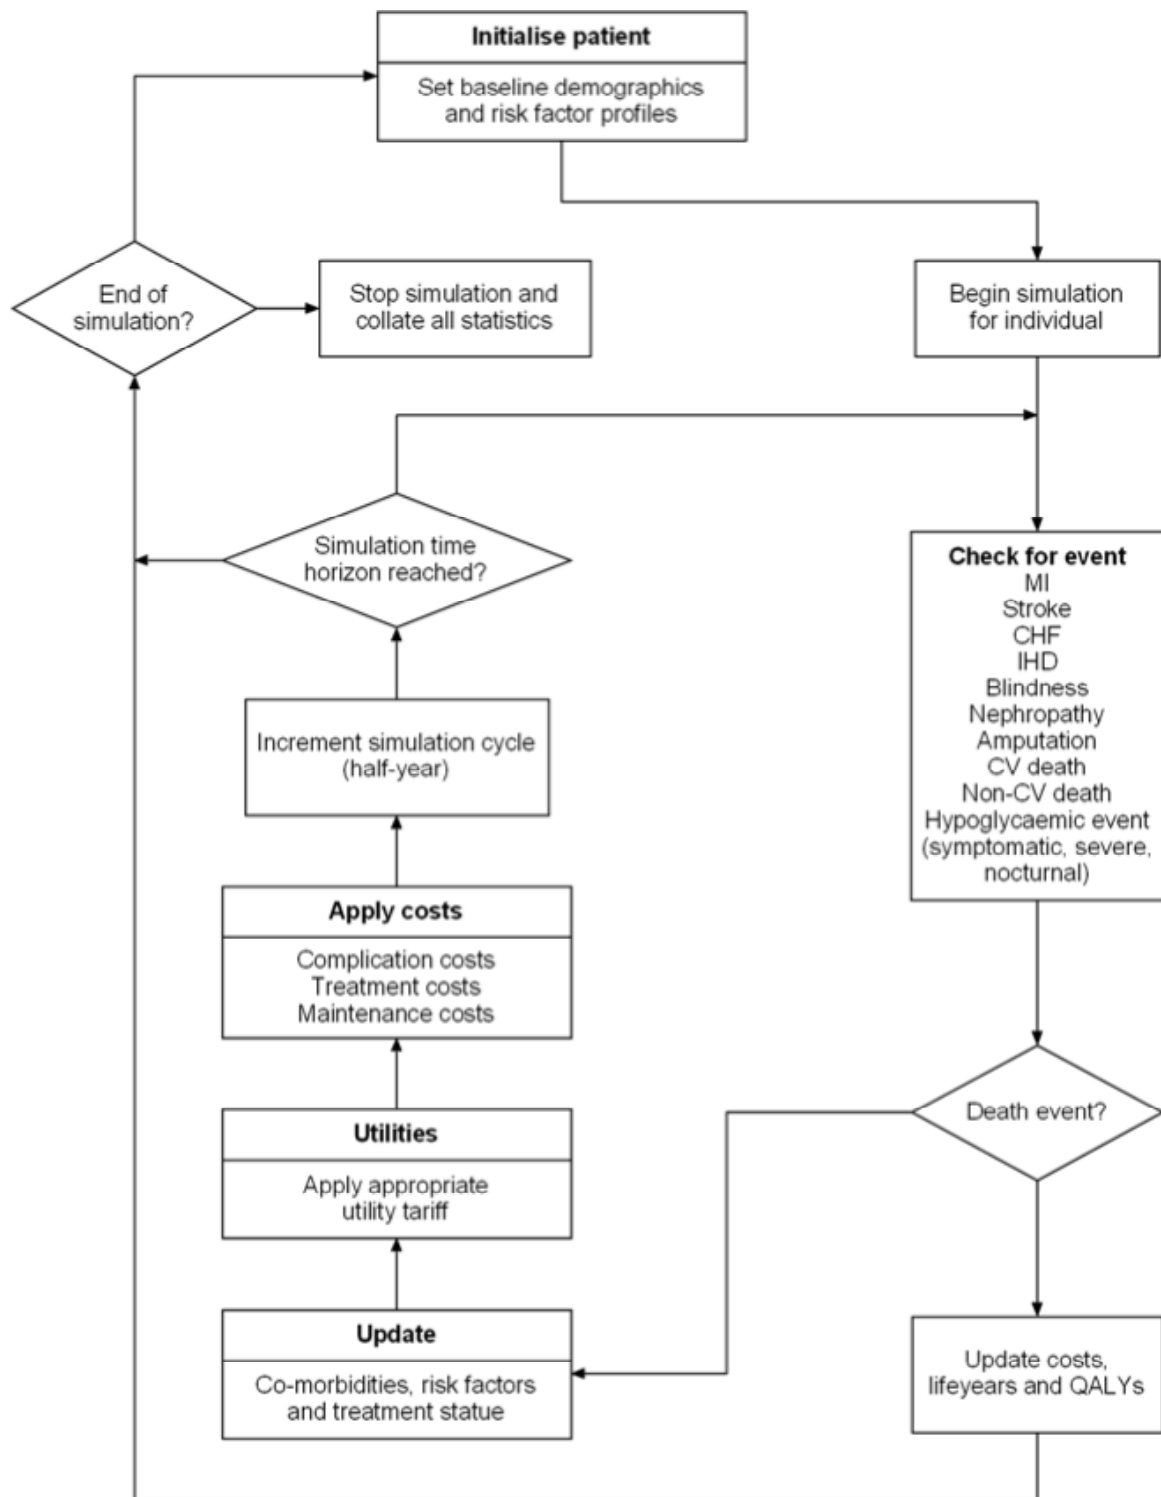 Initialise patient
Set baseline demographics
and risk factor profiles
End of
simulation?
Stop simulation and
collate all statistics
Begin simulation
for individual
Simulation time
horizon reached?
Check for event
MI
Stroke
CHF
IHD
Blindness
Nephropathy
Amputation
CV death
Non-CV death
Hypoglycaemic event
(symptomatic, severe,
nocturnal)
Increment simulation cycle
(half-year)
Apply costs
Complication costs
Treatment costs
Maintenance costs
Death event?
Utilities
Apply appropriate
utility tariff
Update
Co-morbidities, risk factors
and treatment statue
Update costs,
lifeyears and QALYs